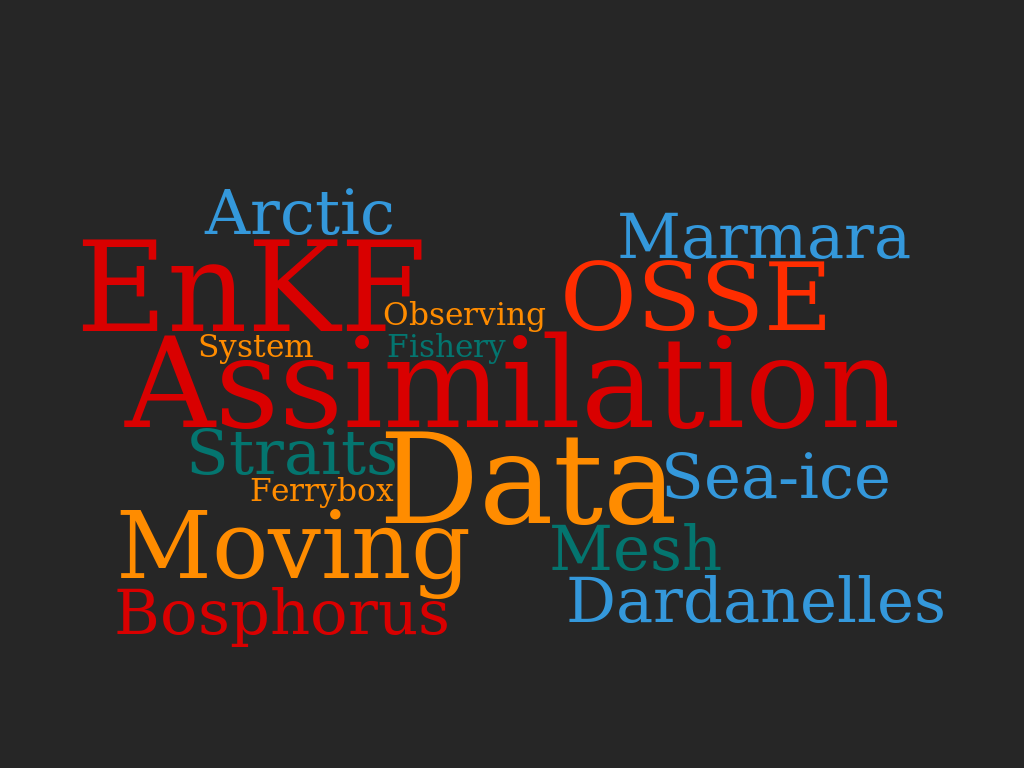 Arctic
Marmara
EnKF
OSSE
Observing
System
Fishery
Assimilation
Straits
Data
Sea-ice
Ferrybox
Moving
Mesh
Bosphorus
Dardanelles